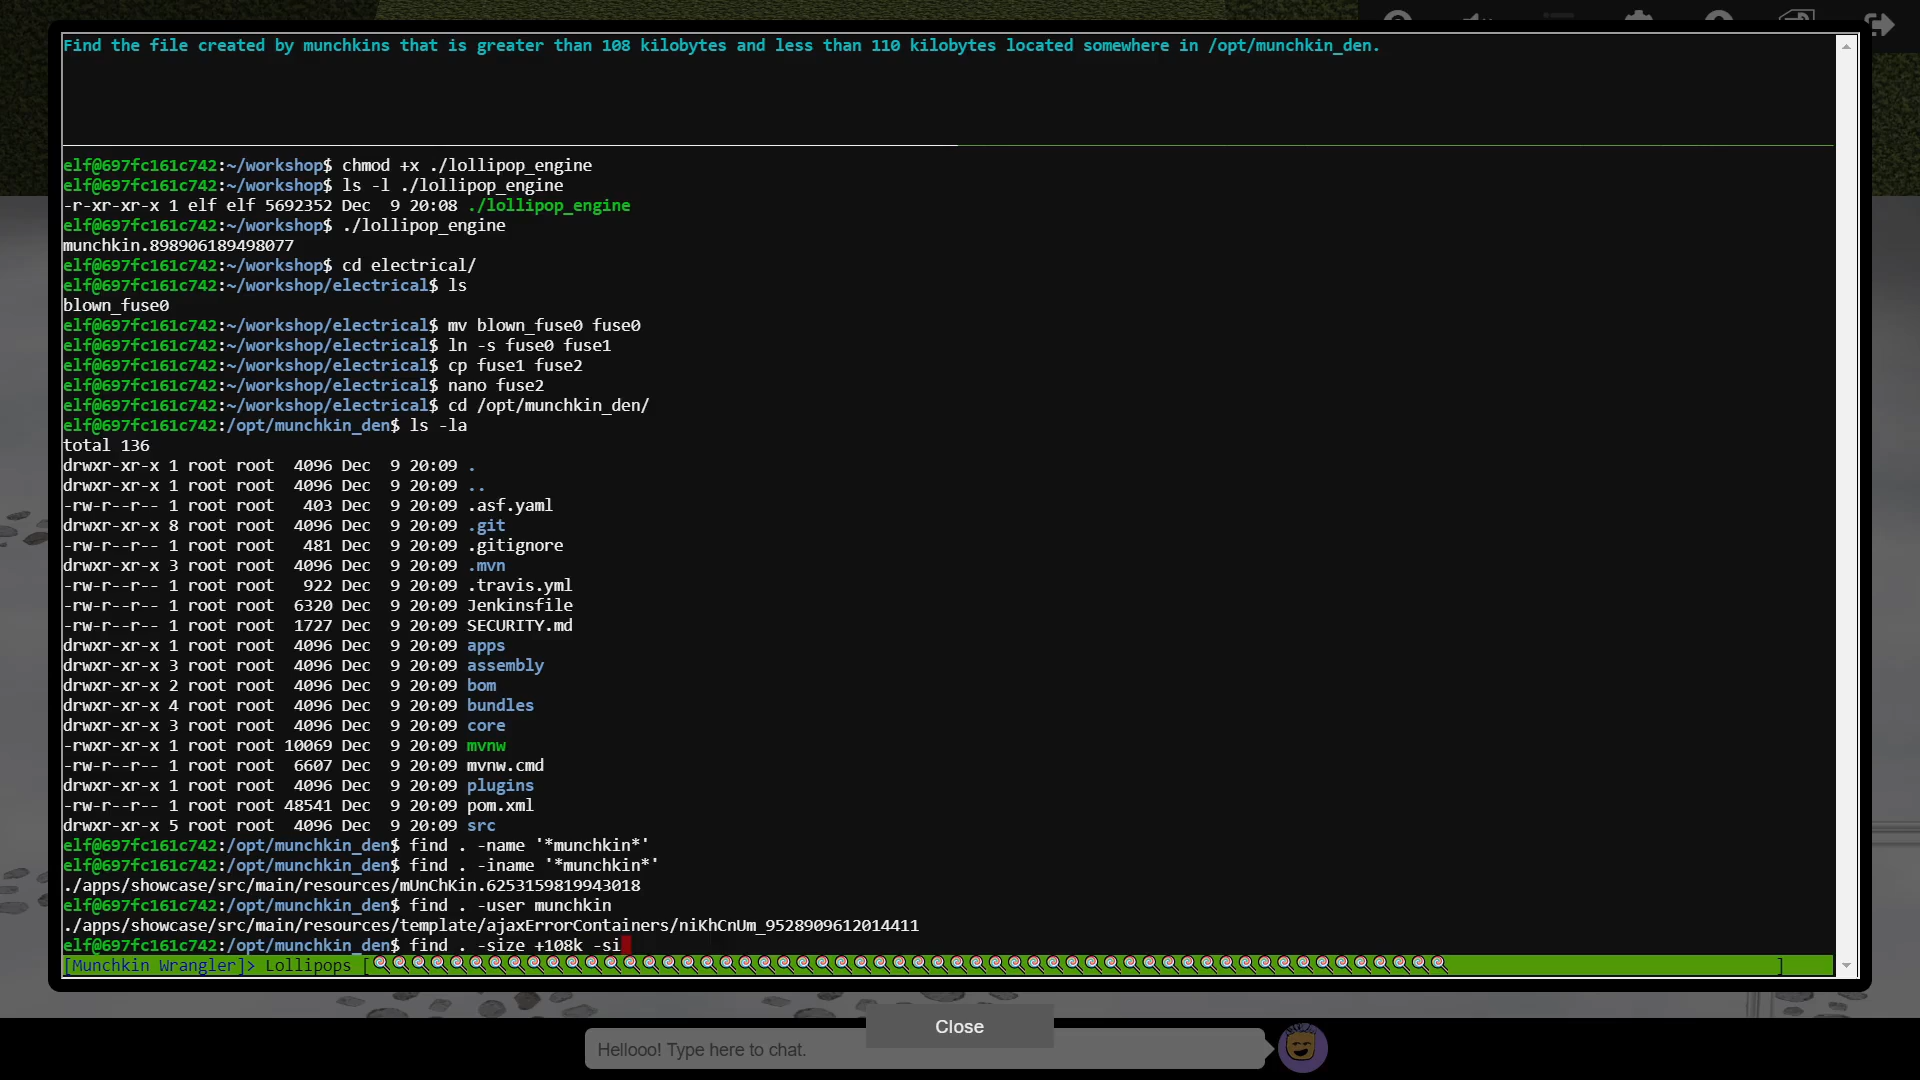 Find the file created by munchkins that is greater than 108 kilobytes and less than 110 kilobytes located somewhere in /opt/munchkin_den.
elf@697fc161c742:~/workshop$ chmod +x ./lollipop_engine
elf@697fc161c742:~/workshop$ ls -l ./lollipop_engine
-r-xr-xr-x 1 elf elf 5692352 Dec  9 20:08 ./lollipop_engine
elf@697fc161c742:~/workshop$ ./lollipop_engine
munchkin.898906189498077
elf@697fc161c742:~/workshop$ cd electrical/
elf@697fc161c742:~/workshop/electrical$ ls
blown_fuse0
elf@697fc161c742:~/workshop/electrical$ mv blown_fuse0 fuse0
elf@697fc161c742:~/workshop/electrical$ ln -s fuse0 fuse1
elf@697fc161c742:~/workshop/electrical$ cp fuse1 fuse2
elf@697fc161c742:~/workshop/electrical$ nano fuse2
elf@697fc161c742:~/workshop/electrical$ cd /opt/munchkin_den/
elf@697fc161c742:/opt/munchkin_den$ ls -la
total 136
drwxr-xr-x 1 root root  4096 Dec  9 20:09 .
drwxr-xr-x 1 root root  4096 Dec  9 20:09 ..
-rw-r--r-- 1 root root   403 Dec  9 20:09 .asf.yaml
drwxr-xr-x 8 root root  4096 Dec  9 20:09 .git
-rw-r--r-- 1 root root   481 Dec  9 20:09 .gitignore
drwxr-xr-x 3 root root  4096 Dec  9 20:09 .mvn
-rw-r--r-- 1 root root   922 Dec  9 20:09 .travis.yml
-rw-r--r-- 1 root root  6320 Dec  9 20:09 Jenkinsfile
-rw-r--r-- 1 root root  1727 Dec  9 20:09 SECURITY.md
drwxr-xr-x 1 root root  4096 Dec  9 20:09 apps
drwxr-xr-x 3 root root  4096 Dec  9 20:09 assembly
drwxr-xr-x 2 root root  4096 Dec  9 20:09 bom
drwxr-xr-x 4 root root  4096 Dec  9 20:09 bundles
drwxr-xr-x 3 root root  4096 Dec  9 20:09 core
-rwxr-xr-x 1 root root 10069 Dec  9 20:09 mvnw
-rw-r--r-- 1 root root  6607 Dec  9 20:09 mvnw.cmd
drwxr-xr-x 1 root root  4096 Dec  9 20:09 plugins
-rw-r--r-- 1 root root 48541 Dec  9 20:09 pom.xml
drwxr-xr-x 5 root root  4096 Dec  9 20:09 src
elf@697fc161c742:/opt/munchkin_den$ find . -name '*munchkin*'
elf@697fc161c742:/opt/munchkin_den$ find . -iname '*munchkin*'
./apps/showcase/src/main/resources/mUnChKin.6253159819943018
elf@697fc161c742:/opt/munchkin_den$ find . -user munchkin
./apps/showcase/src/main/resources/template/ajaxErrorContainers/niKhCnUm_9528909612014411
elf@697fc161c742:/opt/munchkin_den$ find . -size +108k -si
[Munchkin Wrangler]> Lollipops [ ]
Close
Hellooo! Type here to chat.